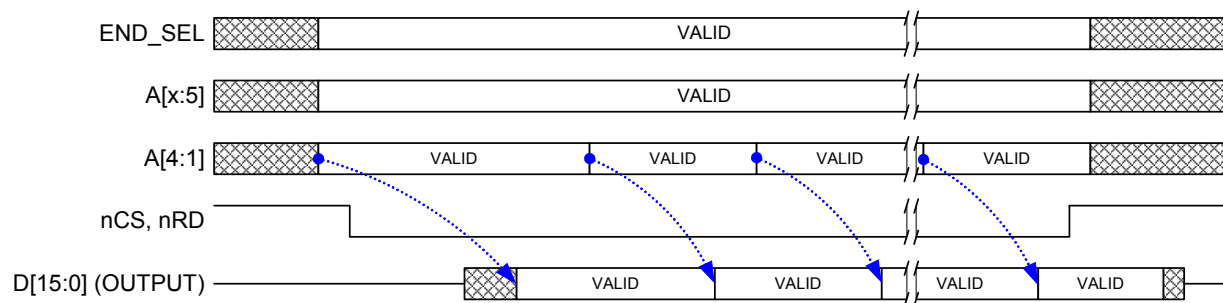 END_SEL VALID
A[x:5] VALID
A[4:1] VALID VALID VALID VALID
nCS, nRD
D[15:0] (OUTPUT) VALID VALID VALID VALID